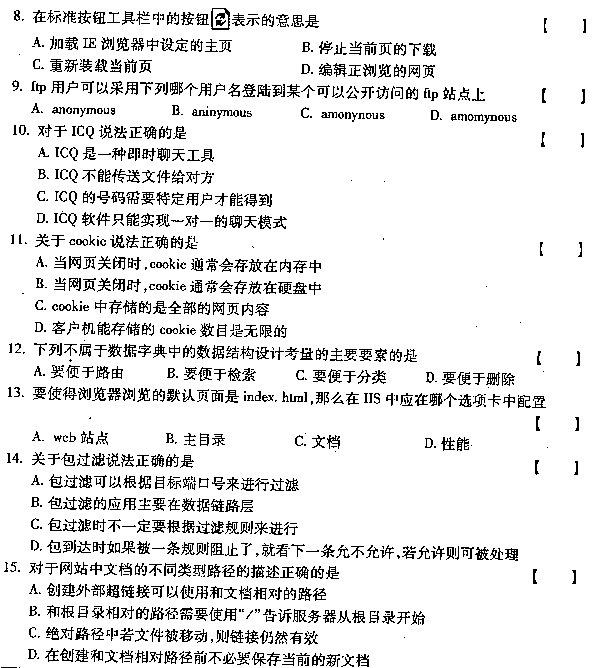 8. 在标准按钮工具栏中的按钮表示的意思是 【 】
A. 加载 IE 浏览器中设定的主页 B. 停止当前页的下载
C. 重新装载当前页 D. 编辑正浏览的网页
9. ftp 用户可以采用下列哪个用户名登陆到某个可以公开访问的 ftp 站点上 【 】
A. anonymous B. aninymous C. amonynous D. amomynous
10. 对于 ICQ 说法正确的是 【 】
A. ICQ 是一种即时聊天工具
B. ICQ 不能传送文件给对方
C. ICQ 的号码需要特定用户才能得到
D. ICQ 软件只能实现一对一的聊天模式
11. 关于 cookie 说法正确的是 【 】
A. 当网页关闭时,cookie 通常会存放在内存中
B. 当网页关闭时,cookie 通常会存放在硬盘中
C. cookie 中存储的是全部的网页内容
D. 客户机能存储的 cookie 数目是无限的
12. 下列不属于数据字典中的数据结构设计考量的主要要素的是 【 】
A. 要便于路由 B. 要便于检索 C. 要便于分类 D. 要便于删除
13. 要使得浏览器浏览的默认页面是 index. html,那么在 IIS 中应在哪个选项卡中配置
【 】
A. web 站点 B. 主目录 C. 文档 D. 性能
14. 关于包过滤说法正确的是 【 】
A. 包过滤可以根据目标端口号来进行过滤
B. 包过滤的应用主要在数据链路层
C. 包过滤时不一定要根据过滤规则来进行
D. 包到达时如果被一条规则阻止了,就看下一条允不允许,若允许则可被处理
15. 对于网站中文档的不同类型路径的描述正确的是 【 】
A. 创建外部超链接可以使用和文档相对的路径
B. 和根目录相对的路径需要使用“/”告诉服务器从根目录开始
C. 绝对路径中若文件被移动,则链接仍然有效
D. 在创建和文档相对路径前不必要保存当前的新文档